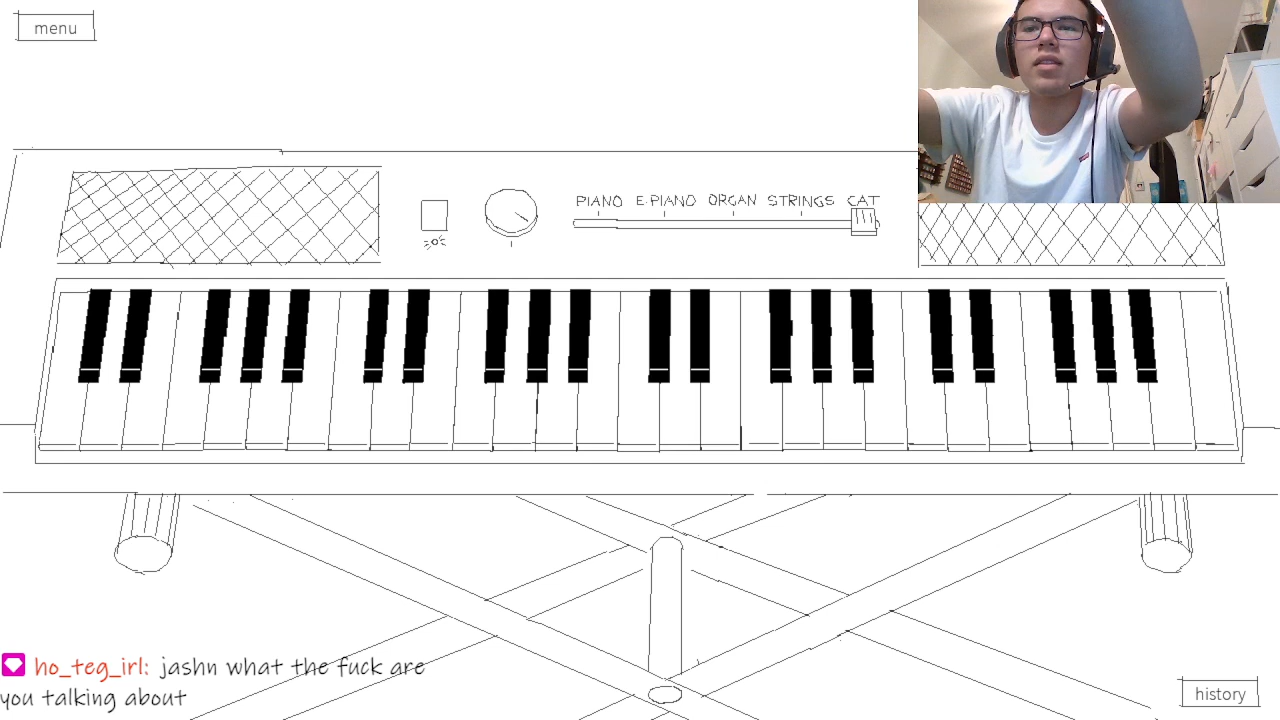 menu
PIANO E-PIANO ORGAN STRINGS CAT
ho_teg_irl: jashn what the fuck are
you talking about
history